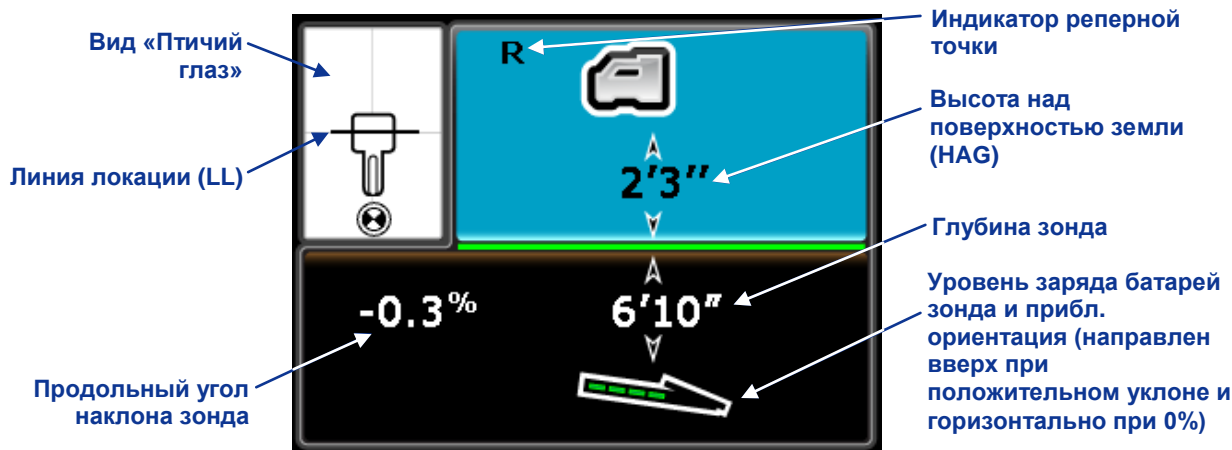 Вид «Птичий
глаз»
Линия локации (LL)
Продольный угол
наклона зонда
R
2'3''
-0.3%
6'10"
Индикатор реперной
точки
Высота над
поверхностью земли
(HAG)
Глубина зонда
Уровень заряда батарей
зонда и прибл.
ориентация (направлен
вверх при
положительном уклоне и
горизонтально при 0%)